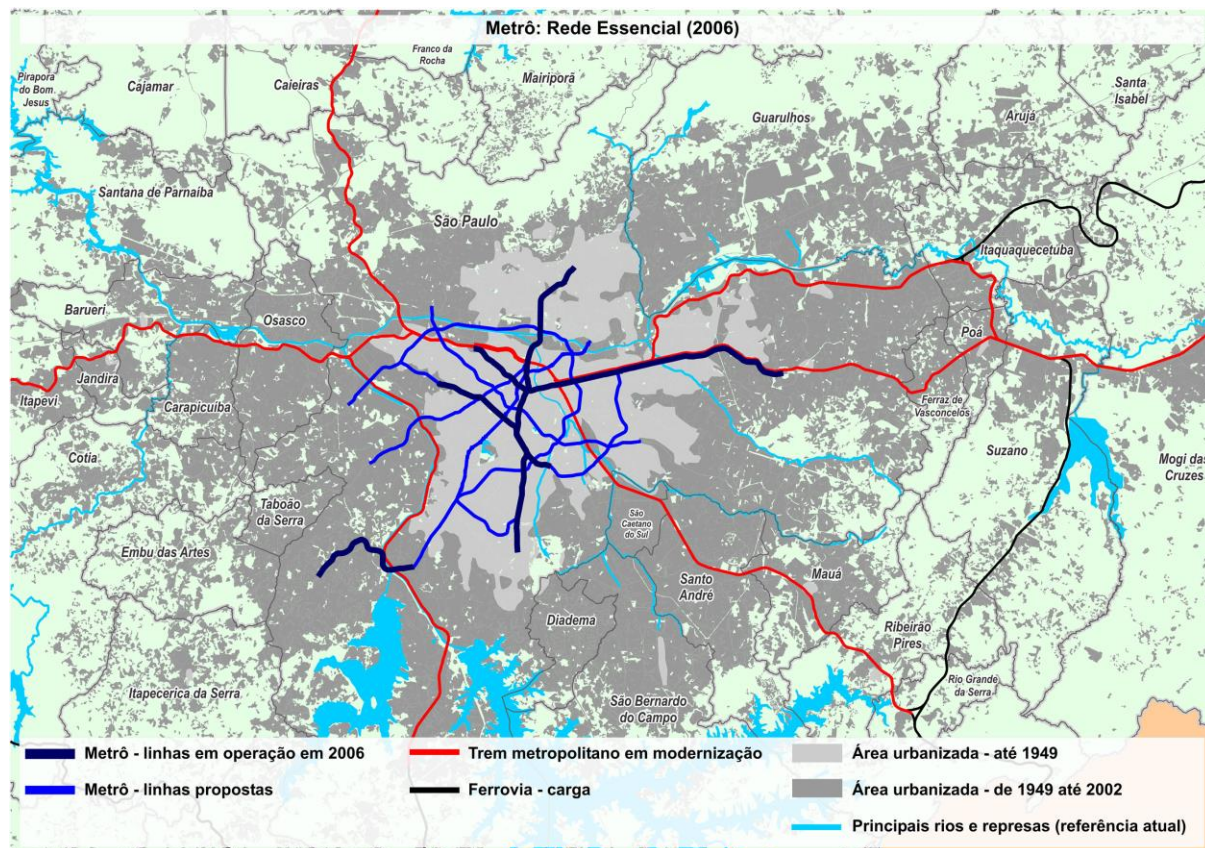 Metrô: Rede Essencial (2006)
Franco da
Rocha
Pirapora
do Bom
Jesus
Cajamar
Caieiras
Mairiporã
Santa
Isabel
Guarulhos
Arujá
Santana de Parnaíba
São Paulo
Itaquaquecetuba
Barueri
Osasco
Poá
Jandira
Itapevi
Carapicuíba
Ferraz de
Vasconcelos
Cotia
Suzano
Mogi das
Cruzes
Taboão
da Serra
São
Caetano
do Sul
Embu das Artes
Santo
André
Mauá
Diadema
Ribeirão
Pires
Itapecerica da Serra
Rio Grande
da Serra
São Bernardo
do Campo
Metrô - linhas em operação em 2006
Metrô - linhas propostas
Trem metropolitano em modernização
Ferrovia - carga
Área urbanizada - até 1949
Área urbanizada - de 1949 até 2002
Principais rios e represas (referência atual)